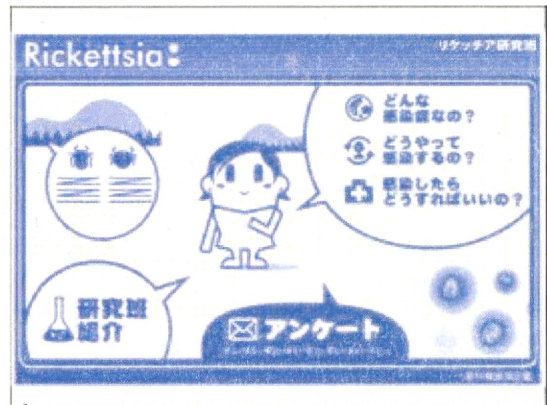 Rickettsia:
リケッチア研究班
どんな
感染症なの？
どうやって
感染するの？
感染したら
どうすればいいの？
研究班
紹介
アンケート